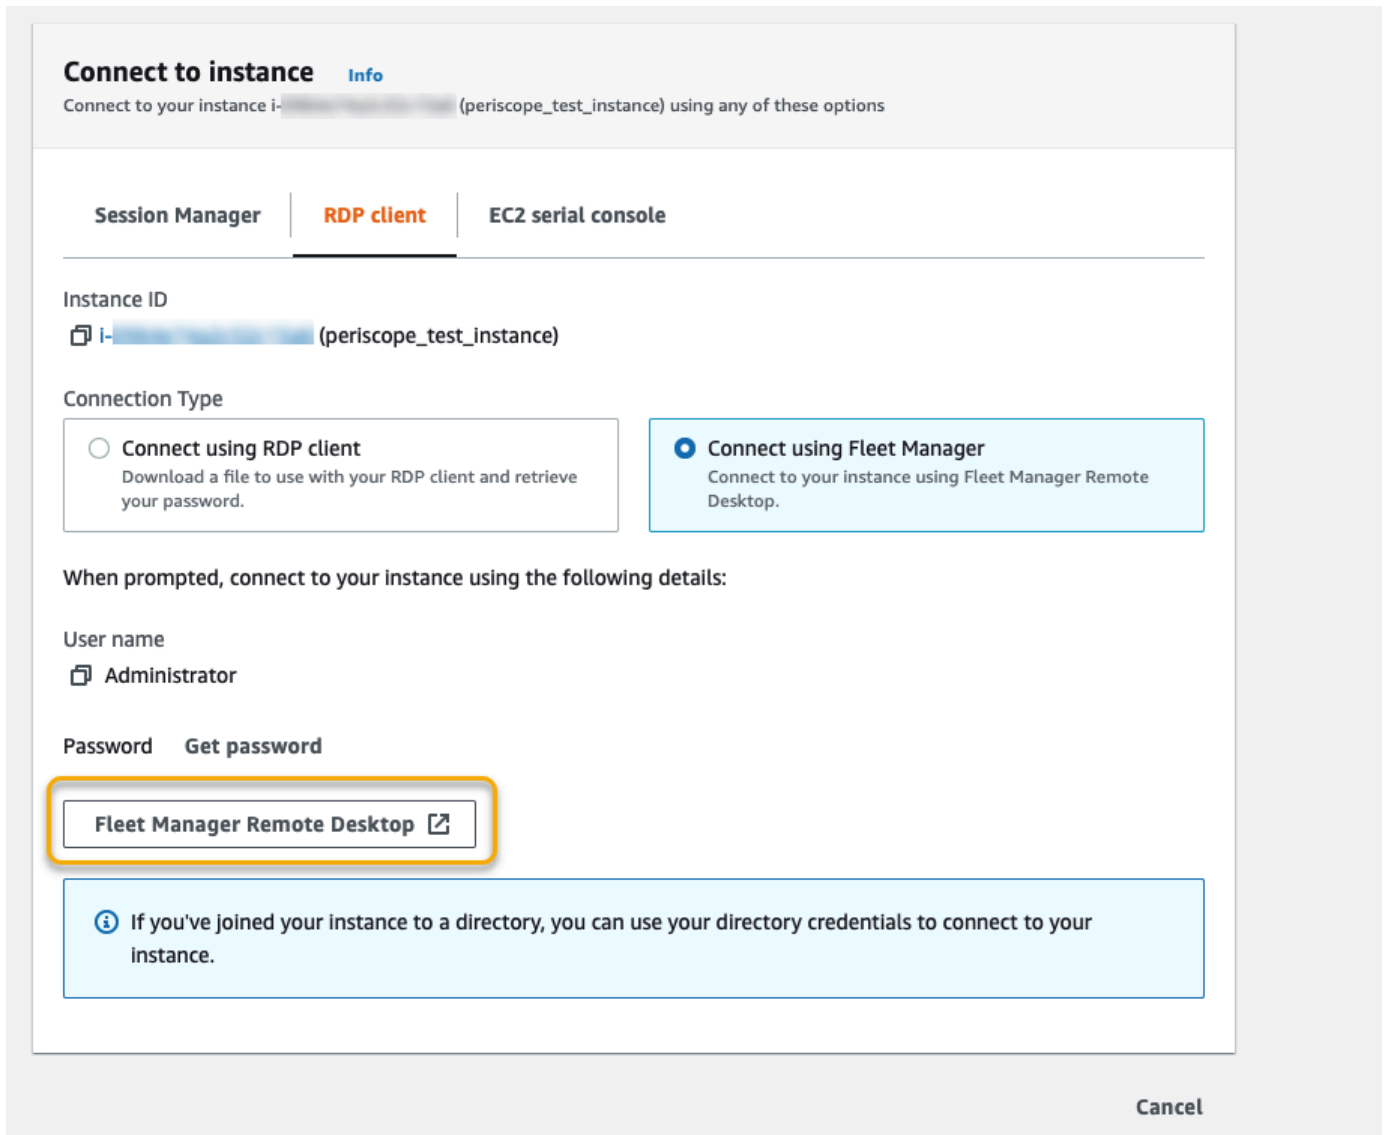 Connect to instance Info
Connect to your instance i- (periscope_test_instance) using any of these options
Session Manager RDP client EC2 serial console
Instance ID
i- (periscope_test_instance)
Connection Type
Connect using RDP client
Download a file to use with your RDP client and retrieve
your password.
Connect using Fleet Manager
Connect to your instance using Fleet Manager Remote
Desktop.
When prompted, connect to your instance using the following details:
User name
Administrator
Password Get password
Fleet Manager Remote Desktop
If you've joined your instance to a directory, you can use your directory credentials to connect to your
instance.
Cancel